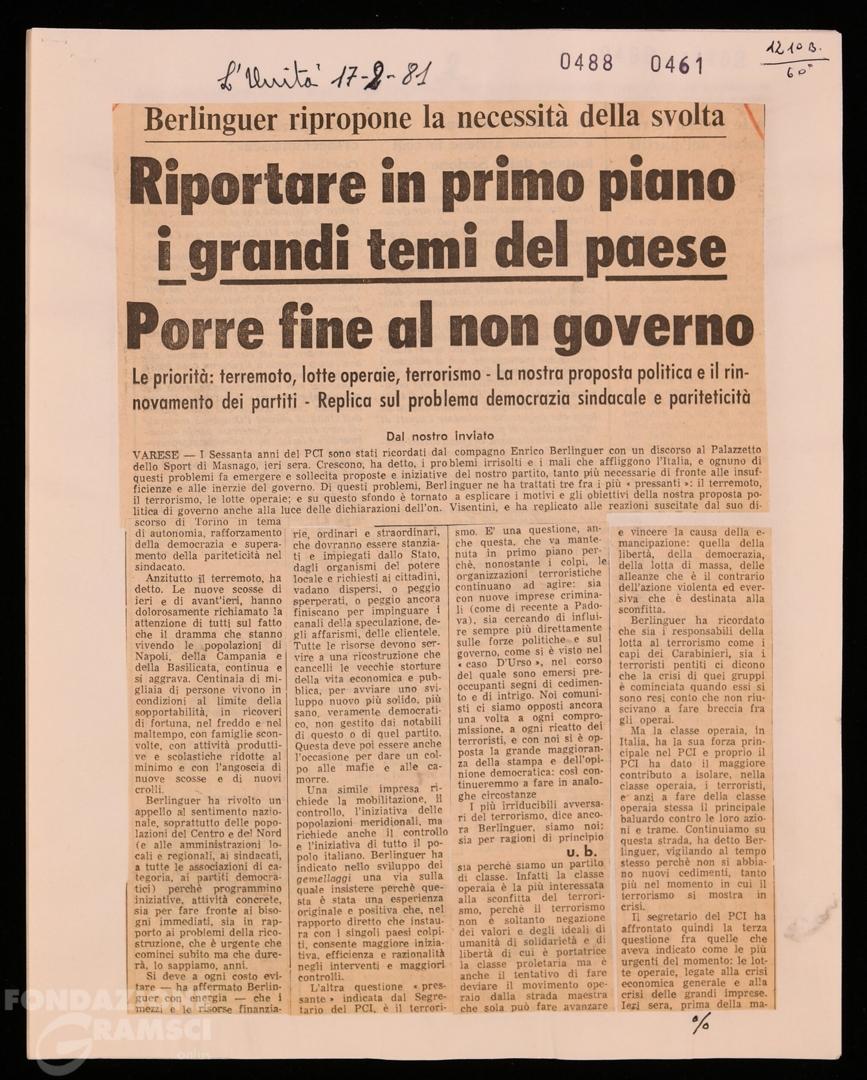 L'Unità 17-2-81
0488 0461
1210 B.
60
Berlinguer ripropone la necessità della svolta
Riportare in primo piano
i grandi temi del paese
Porre fine al non governo
Le priorità: terremoto, lotte operaie, terrorismo - La nostra proposta politica e il rin-
novamento dei partiti - Replica sul problema democrazia sindacale e pariteticità
Dal nostro inviato
VARESE — I Sessanta anni del PCI sono stati ricordati dal compagno Enrico Berlinguer con un discorso al Palazzetto
dello Sport di Masnago, ieri sera. Crescono, ha detto, i problemi irrisolti e i mali che affliggono l'Italia, e ognuno di
questi problemi fa emergere e sollecita proposte e iniziative del nostro partito, tanto più necessarie di fronte alle insuf-
ficienze e alle inerzie del governo. Di questi problemi, Berlinguer ne ha trattati tre fra i più « pressanti »: il terremoto,
il terrorismo, le lotte operaie; e su questo sfondo è tornato a esplicare i motivi e gli obiettivi della nostra proposta po-
litica di governo anche alla luce delle dichiarazioni dell'on. Visentini, e ha replicato alle reazioni suscitate dal suo di-
scorso di Torino in tema
di autonomia, rafforzamento
della democrazia e supera-
mento della pariteticità nel
sindacato.
Anzitutto il terremoto, ha
detto. Le nuove scosse di
ieri e di avant'ieri, hanno
dolorosamente richiamato la
attenzione di tutti sul fatto
che il dramma che stanno
vivendo le popolazioni di
Napoli, della Campania e
della Basilicata, continua e
si aggrava. Centinaia di mi-
gliaia di persone vivono in
condizioni al limite della
sopportabilità, in ricoveri
di fortuna, nel freddo e nel
maltempo, con famiglie scon-
volte, con attività produtti-
ve e scolastiche ridotte al
minimo e con l'angoscia di
nuove scosse e di nuovi
crolli.
Berlinguer ha rivolto un
appello al sentimento nazio-
nale, soprattutto delle popo-
lazioni del Centro e del Nord
(e alle amministrazioni lo-
cali e regionali, ai sindacati,
a tutte le associazioni di ca-
tegoria, ai partiti democra-
tici) perchè programmino
iniziative, attività concrete,
sia per fare fronte ai biso-
gni immediati, sia in rap-
porto ai problemi della rico-
struzione, che è urgente che
cominci subito ma che dure-
rà, lo sappiamo, anni.
Si deve a ogni costo evi-
tare — ha affermato Berlin-
guer con energia — che i
mezzi e le risorse finanzia-
rie, ordinari e straordinari,
che dovranno essere stanzia-
ti e impiegati dallo Stato,
dagli organismi del potere
locale e richiesti ai cittadini,
vadano dispersi, o peggio
sperperati, o peggio ancora
finiscano per impinguare i
canali della speculazione, de-
gli affarismi, delle clientele.
Tutte le risorse devono ser-
vire a una ricostruzione che
cancelli le vecchie storture
della vita economica e pub-
blica, per avviare uno svi-
luppo nuovo più solido, più
sano, veramente democrati-
co, non gestito dai notabili
di questo o di quel partito.
Questa deve poi essere anche
l'occasione per dare un col-
po alle mafie e alle ca-
morre.
Una simile impresa ri-
chiede la mobilitazione, il
controllo, l'iniziativa delle
popolazioni meridionali, ma
richiede anche il controllo
e l'iniziativa di tutto il po-
polo italiano. Berlinguer ha
indicato nello sviluppo dei
gemellaggi una via sulla
quale insistere perchè que-
sta è stata una esperienza
originale e positiva che, nel
rapporto diretto che instau-
ra con i singoli paesi colpi-
ti, consente maggiore inizia-
tiva, efficienza e razionalità
negli interventi e maggiori
controlli.
L'altra questione « pres-
sante » indicata dal Segre-
tario del PCI, è il terrori-
smo. E' una questione, an-
che questa, che va mante-
nuta in primo piano per-
chè, nonostante i colpi, le
organizzazioni terroristiche
continuano ad agire: sia
con nuove imprese crimina-
li (come di recente a Pado-
va), sia cercando di influi-
re sempre più direttamente
sulle forze politiche e sul
governo, come si è visto nel
« caso D'Urso », nel corso
del quale sono emersi pre-
occupanti segni di cedimen-
to e di intrigo. Noi comuni-
sti ci siamo opposti ancora
una volta a ogni compro-
missione, a ogni ricatto dei
terroristi, e con noi si è op-
posta la grande maggioran-
za della stampa e dell'opi-
nione democratica: così con-
tinueremo a fare in analo-
ghe circostanze
I più irriducibili avversa-
ri del terrorismo, dice anco-
ra Berlinguer, siamo noi:
sia per ragioni di principio
u. b.
sia perchè siamo un partito
di classe. Infatti la classe
operaia è la più interessata
alla sconfitta del terrori-
smo, perchè il terrorismo
non è soltanto negazione
dei valori e degli ideali di
umanità di solidarietà e di
libertà di cui è portatrice
la classe proletaria ma è
anche il tentativo di fare
deviare il movimento ope-
raio dalla strada maestra
che sola può fare avanzare
e vincere la causa della e-
mancipazione: quella della
libertà, della democrazia,
della lotta di massa, delle
alleanze che è il contrario
dell'azione violenta ed ever-
siva che è destinata alla
sconfitta.
Berlinguer ha ricordato
che sia i responsabili della
lotta al terrorismo come i
capi dei Carabinieri, sia i
terroristi pentiti ci dicono
che la crisi di quei gruppi
è cominciata quando essi si
sono resi conto che non riu-
scivano a fare breccia fra
gli operai.
Ma la classe operaia, in
Italia, ha la sua forza prin-
cipale nel PCI e proprio il
PCI ha dato il maggiore
contributo a isolare, nella
classe operaia, i terroristi,
e anzi a fare della classe
operaia stessa il principale
baluardo contro le loro azio-
ni e trame. Continuiamo su
questa strada, ha detto Ber-
linguer, vigilando al tempo
stesso perchè non si abbia-
no nuovi cedimenti, tanto
più nel momento in cui il
terrorismo si mostra in
crisi.
Il segretario del PCI ha
affrontato quindi la terza
questione fra quelle che
aveva indicato come le più
urgenti del momento: le lot-
te operaie, legate alla crisi
economica generale e alla
crisi delle grandi imprese.
Ieri sera, prima della ma-
%
FONDAZIONE
GRAMSCI
onlus